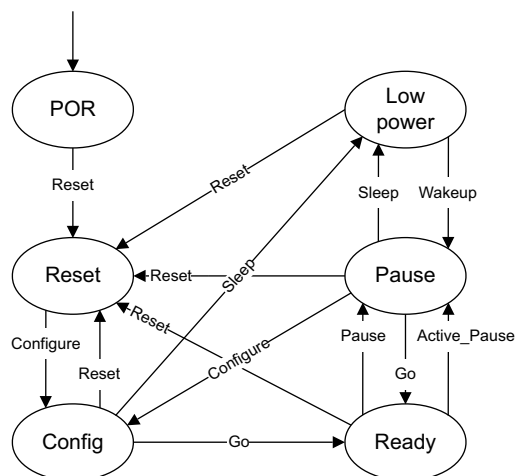 POR
Low
power
Reset
Reset
Sleep
Wakeup
Sleep
Reset
Reset
Pause
Reset
Configure
Pause
Active_Pause
Configure
Reset
Go
Config
Go
Ready